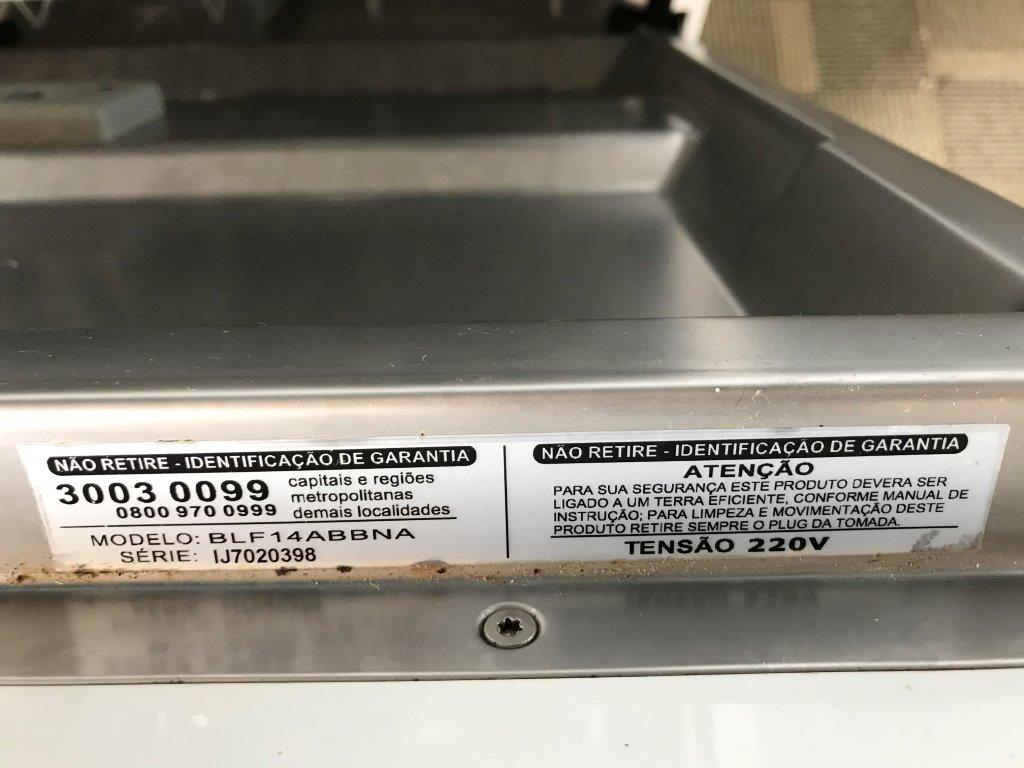 NÃO RETIRE - IDENTIFICAÇÃO DE GARANTIA
3003 0099 capitais e regiões metropolitanas
0800 970 0999 demais localidades
MODELO: BLF14ABBNA
SÉRIE: IJ7020398
NÃO RETIRE - IDENTIFICAÇÃO DE GARANTIA
ATENÇÃO
PARA SUA SEGURANÇA ESTE PRODUTO DEVERA SER
LIGADO A UM TERRA EFICIENTE, CONFORME MANUAL DE
INSTRUÇÃO; PARA LIMPEZA E MOVIMENTAÇÃO DESTE
PRODUTO RETIRE SEMPRE O PLUG DA TOMADA.
TENSÃO 220V